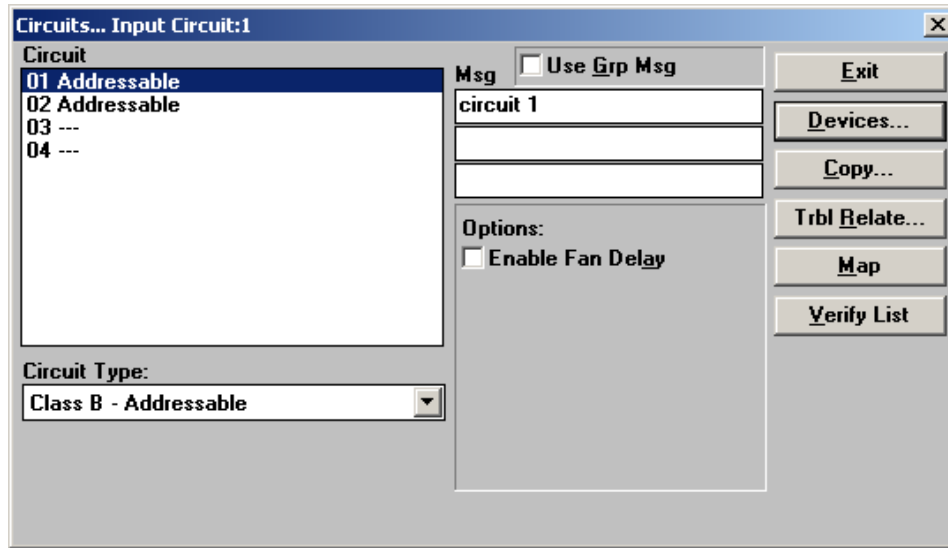 Circuits... Input Circuit:1
Circuit
01 Addressable
02 Addressable
03 ---
04 ---
Circuit Type:
Class B - Addressable
Msg
Use Grp Msg
circuit 1
Options:
Enable Fan Delay
Exit
Devices...
Copy...
Trbl Relate...
Map
Verify List